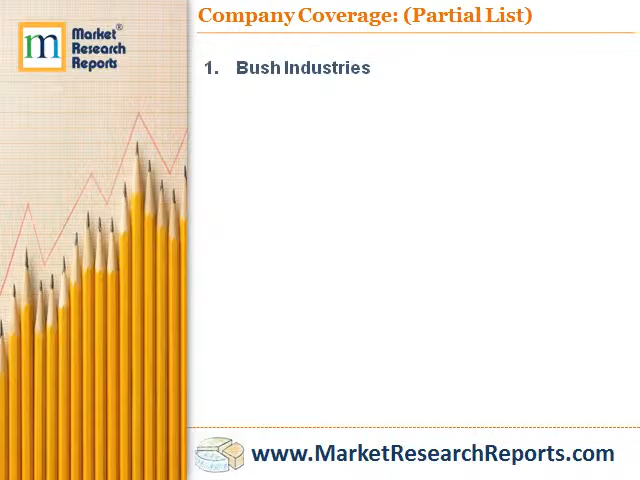 Company Coverage: (Partial List)
m Market®
Research
Reports
1. Bush Industries
www.MarketResearchReports.com